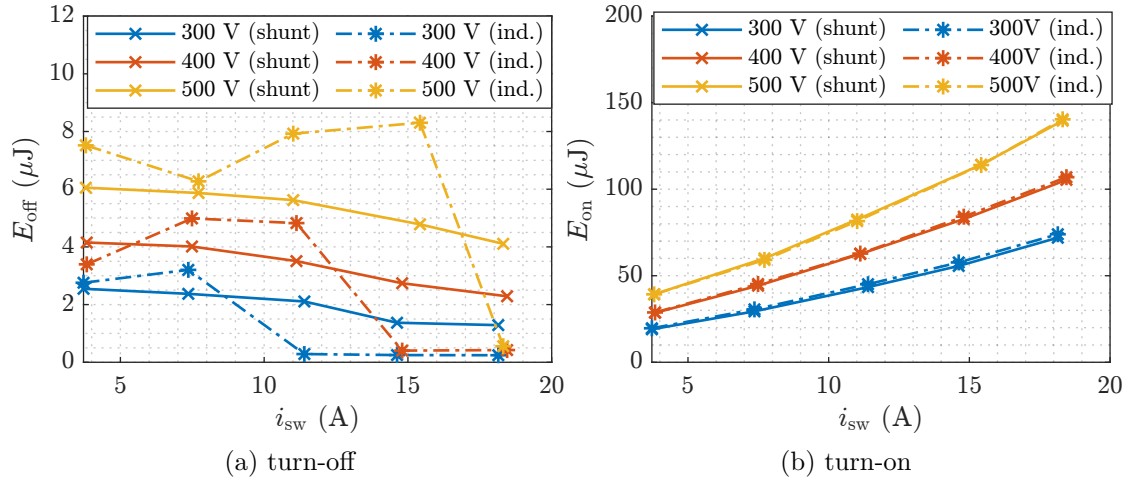 300 V (shunt) 300 V (ind.)
400 V (shunt) 400 V (ind.)
500 V (shunt) 500 V (ind.)
12
10
8
6
4
2
0
E_off (μJ)
5 10 15 20
i_sw (A)
(a) turn-off
300 V (shunt) 300V (ind.)
400 V (shunt) 400V (ind.)
500 V (shunt) 500V (ind.)
200
150
100
50
0
E_on (μJ)
5 10 15 20
i_sw (A)
(b) turn-on